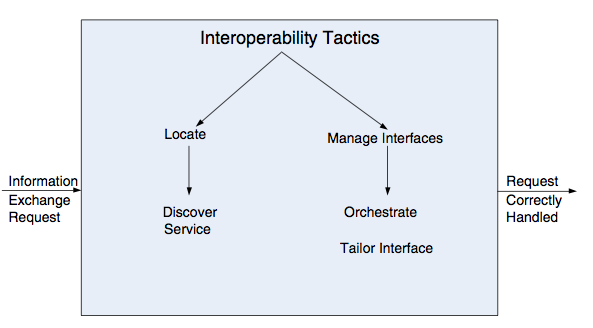 Interoperability Tactics
Locate
Manage Interfaces
Information
Exchange
Request
Request
Correctly
Handled
Discover
Service
Orchestrate
Tailor Interface